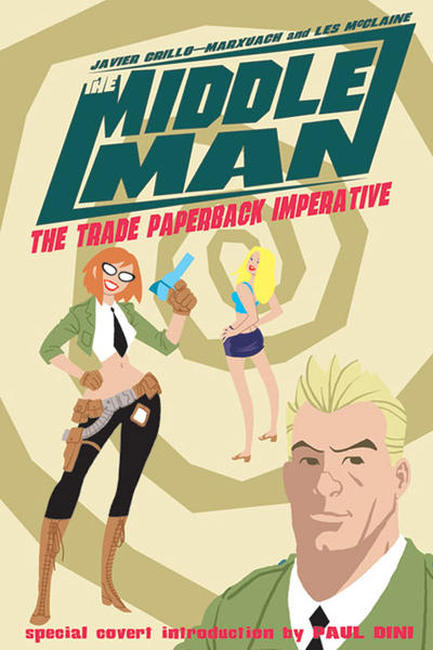 JAVIER GRILLO—MARXUACH and LES McCLAINE
THE MIDDLE
MAN
THE TRADE PAPERBACK IMPERATIVE
special covert introduction by PAUL DINI